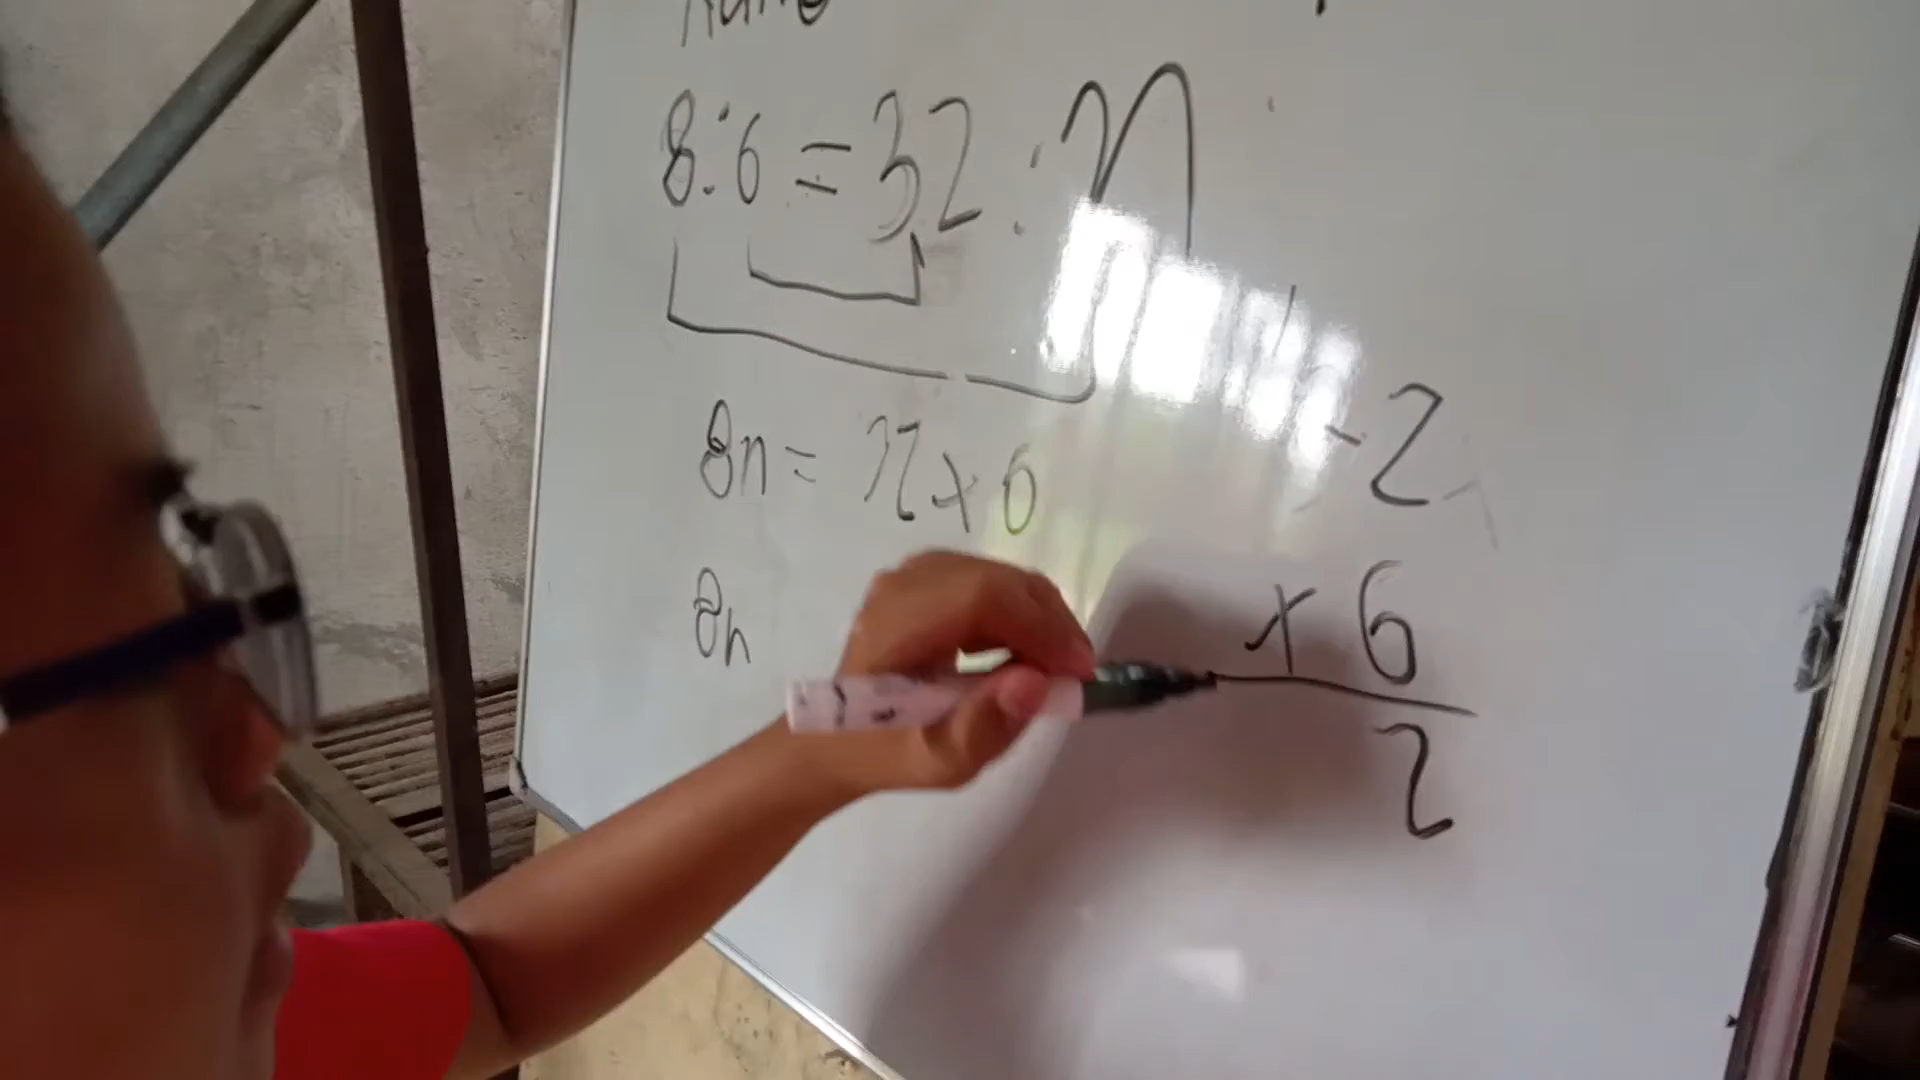 8:6 = 32 : n
8n = 32 x 6
8n
2
x 6
2